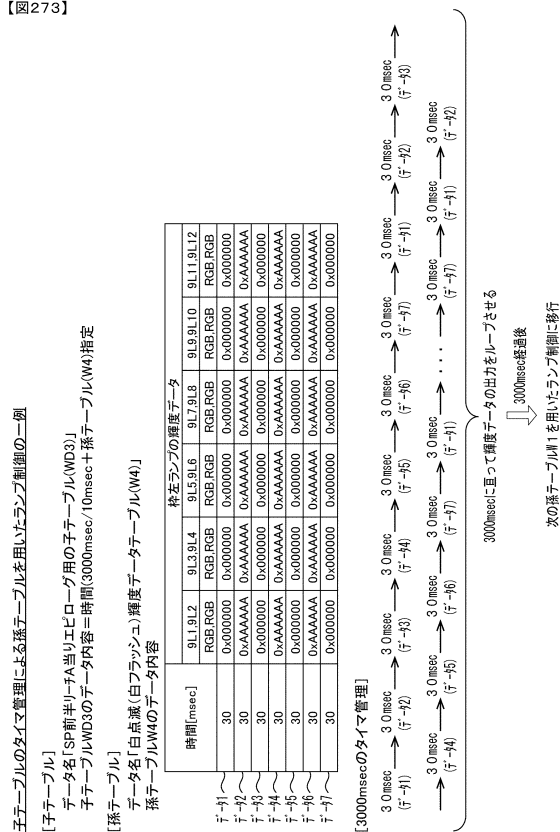 【図273】
子テーブルのタイマ管理による孫テーブルを用いたランプ制御の一例
[子テーブル]
データ名「SP前半リーチA当りエピローグ用の子テーブル(WD3)」
子テーブルWD3のデータ内容＝時間(3000msec/10msec＋孫テーブル(W4)指定
[孫テーブル]
データ名「白点滅(白フラッシュ)輝度データテーブル(W4)」
孫テーブルW4のデータ内容
枠左ランプの輝度データ
時間[msec] 9L1,9L2 9L3,9L4 9L5,9L6 9L7,9L8 9L9,9L10 9L11,9L12
RGB,RGB RGB,RGB RGB,RGB RGB,RGB RGB,RGB RGB,RGB
データ1 30 0x000000 0x000000 0x000000 0x000000 0x000000 0x000000
データ2 30 0xAAAAAA 0xAAAAAA 0xAAAAAA 0xAAAAAA 0xAAAAAA 0xAAAAAA
データ3 30 0x000000 0x000000 0x000000 0x000000 0x000000 0x000000
データ4 30 0xAAAAAA 0xAAAAAA 0xAAAAAA 0xAAAAAA 0xAAAAAA 0xAAAAAA
データ5 30 0x000000 0x000000 0x000000 0x000000 0x000000 0x000000
データ6 30 0xAAAAAA 0xAAAAAA 0xAAAAAA 0xAAAAAA 0xAAAAAA 0xAAAAAA
データ7 30 0x000000 0x000000 0x000000 0x000000 0x000000 0x000000
[3000msecのタイマ管理]
30msec → 30msec → 30msec → 30msec → 30msec → 30msec → 30msec → 30msec → 30msec → 30msec →
(データ1) (データ2) (データ3) (データ4) (データ5) (データ6) (データ7) (データ1) (データ2) (データ3)
→ 30msec → 30msec → 30msec → 30msec → 30msec → ・・・ → 30msec → 30msec → 30msec
(データ4) (データ5) (データ6) (データ7) (データ1) (データ7) (データ1) (データ2)
3000msecに亘って輝度データの出力をループさせる
3000msec経過後
次の孫テーブルW1を用いたランプ制御に移行